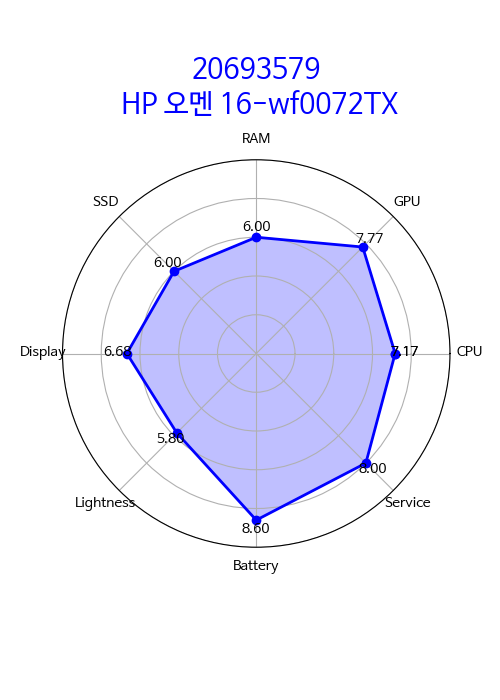 20693579
HP 오멘 16-wf0072TX
RAM
SSD
GPU
6.00
7.77
6.00
Display
6.68
7.17
CPU
5.80
8.00
Lightness
Service
8.60
Battery